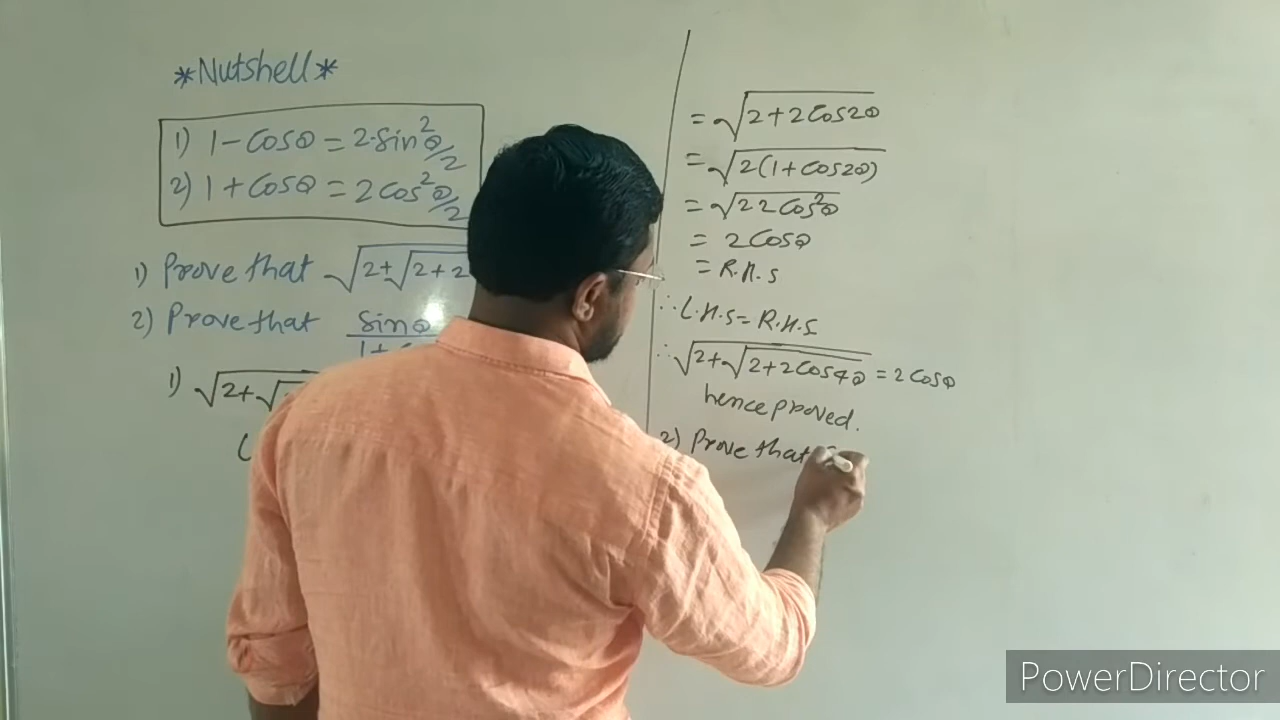 *Nutshell*
1) 1-Cosθ = 2·Sin²θ/2
2) 1+Cosθ = 2Cos²θ/2
1) Prove that √2+√2+2
2) Prove that Sinθ
1+
1) √2+√
= √2+2Cos2θ
= √2(1+Cos2θ)
= √2 2Cos²θ
= 2Cosθ
= R.H.S
∴ L.H.S = R.H.S
∴ √2+√2+2Cos4θ = 2Cosθ
hence proved.
2) Prove that
PowerDirector